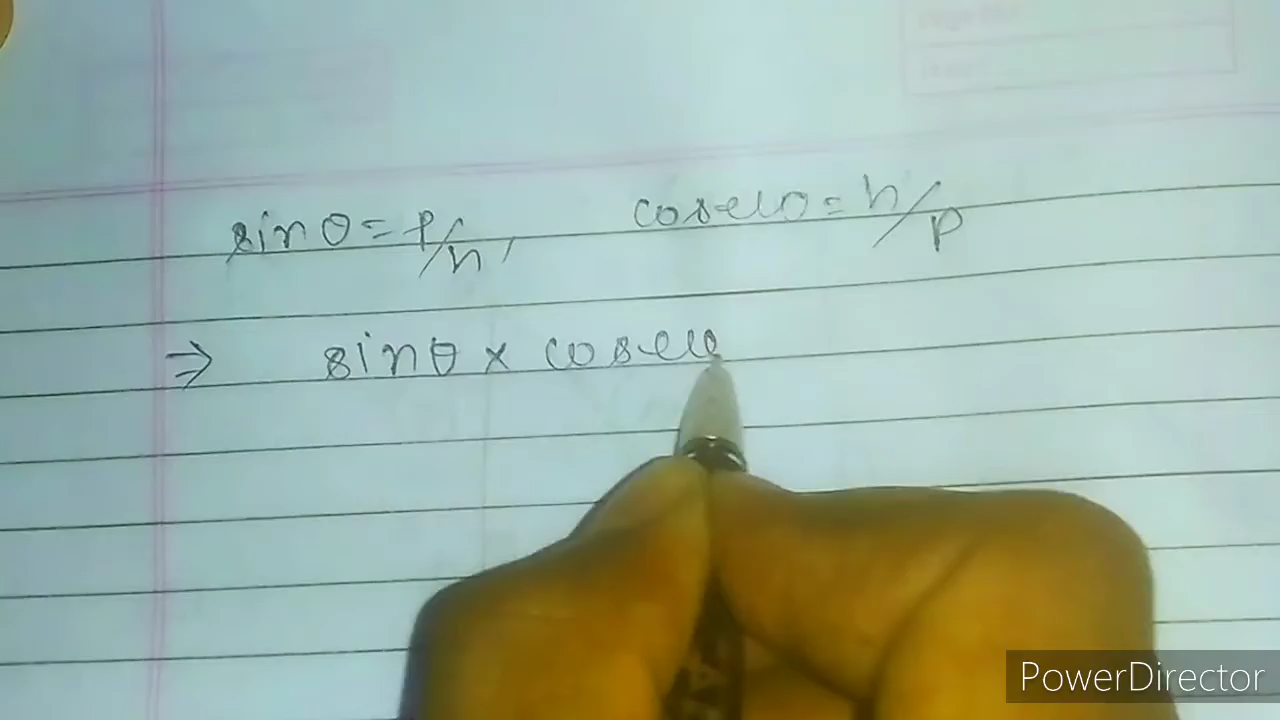 sinθ = P/h, cosecθ = h/p
⇒ sinθ × cosecθ
PowerDirector